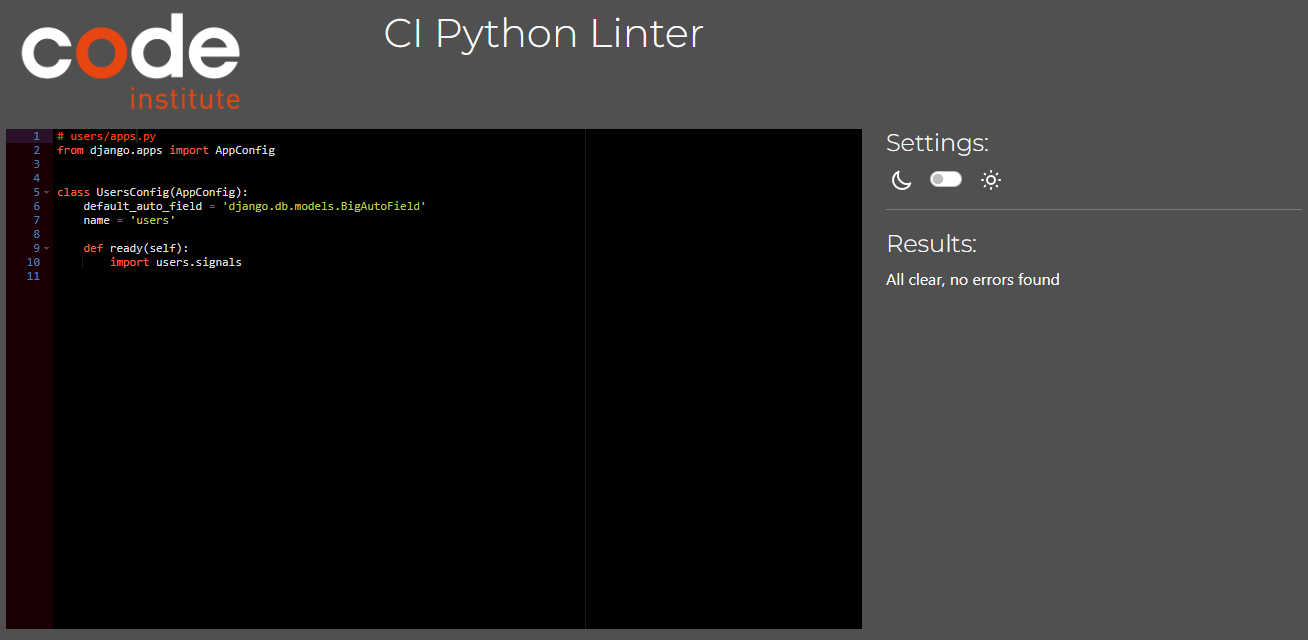 code
institute
CI Python Linter
1 # users/apps.py
2 from django.apps import AppConfig
3
4
5 class UsersConfig(AppConfig):
6     default_auto_field = 'django.db.models.BigAutoField'
7     name = 'users'
8
9     def ready(self):
10         import users.signals
11
Settings:
Results:
All clear, no errors found